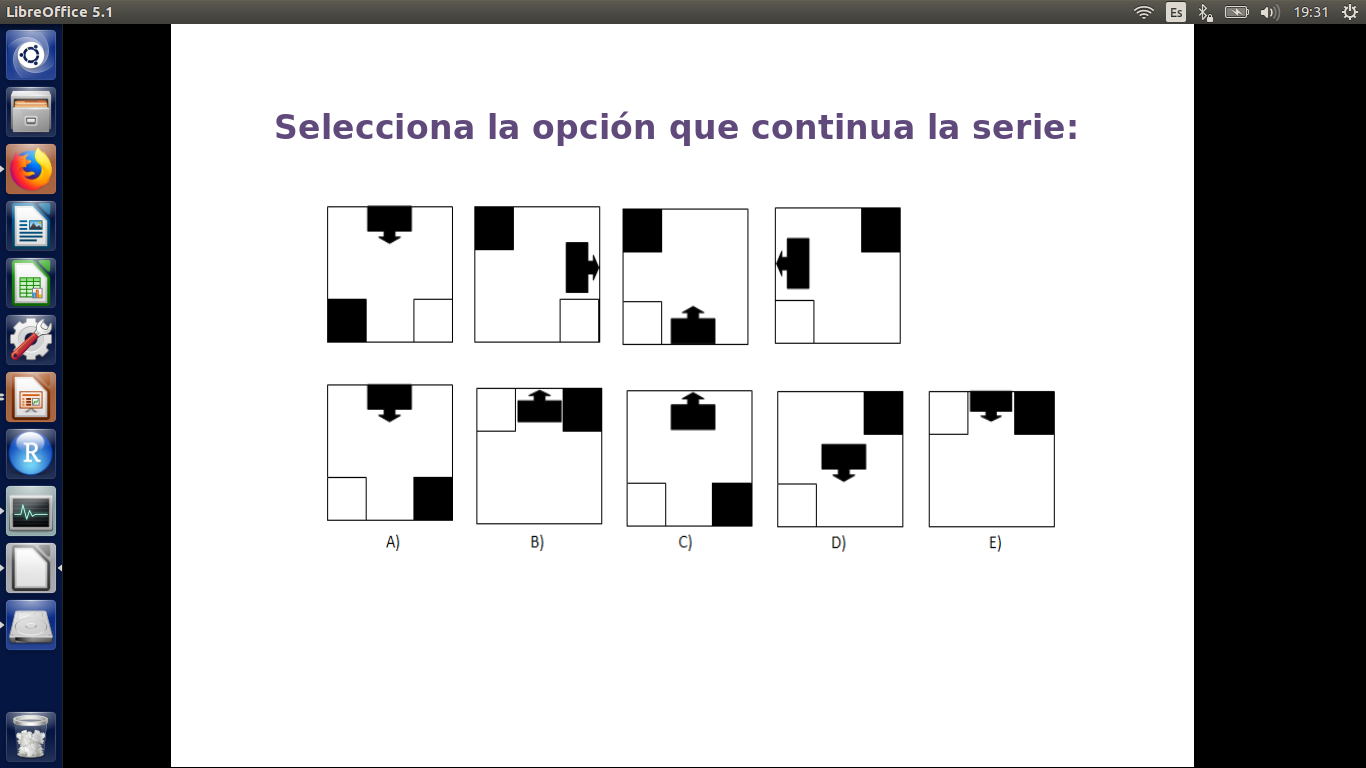 LibreOffice 5.1
Es
19:31
Selecciona la opción que continua la serie:
R
A)
B)
C)
D)
E)